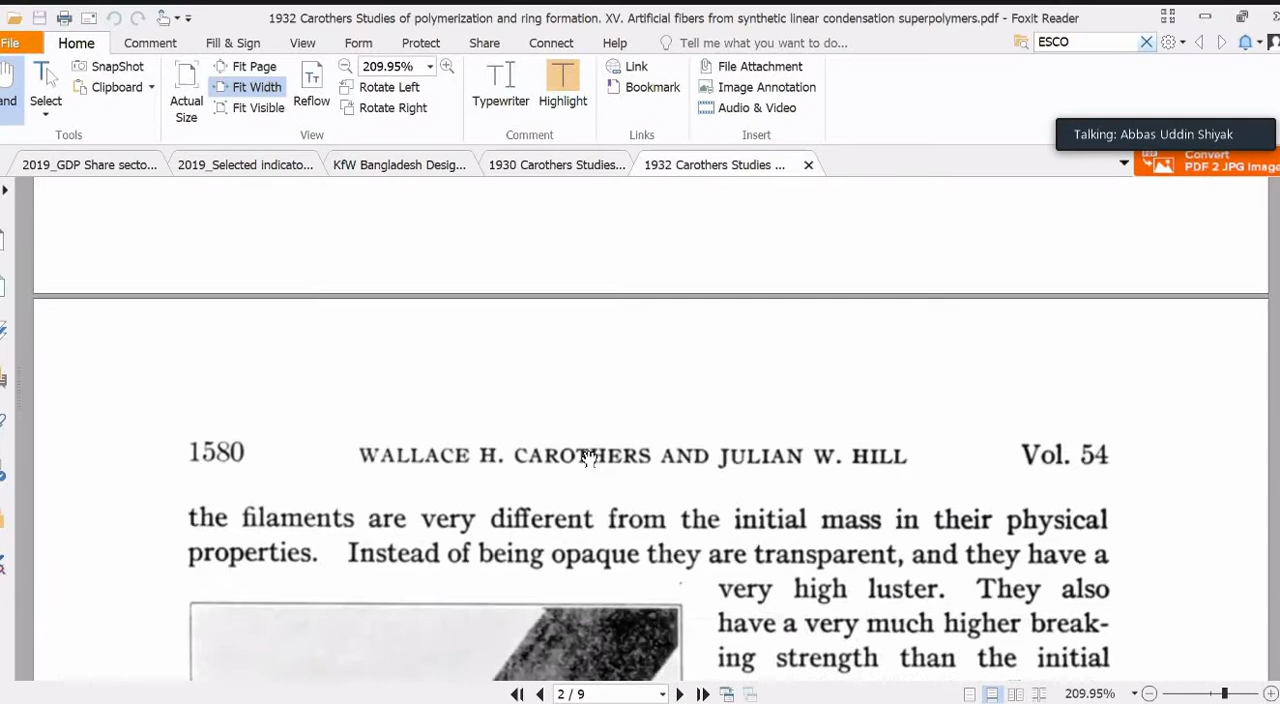 1932 Carothers Studies of polymerization and ring formation. XV. Artificial fibers from synthetic linear condensation superpolymers.pdf - Foxit Reader
File Home Comment Fill & Sign View Form Protect Share Connect Help Tell me what you want to do... ESCO
SnapShot
Clipboard
Select
Tools
Actual Size
Fit Page
Fit Width
Fit Visible
Reflow
209.95%
Rotate Left
Rotate Right
View
Typewriter
Highlight
Comment
Link
Bookmark
Links
File Attachment
Image Annotation
Audio & Video
Insert
Talking: Abbas Uddin Shiyak
Convert
PDF 2 JPG Image
2019_GDP Share secto... 2019_Selected indicato... KfW Bangladesh Desig... 1930 Carothers Studies... 1932 Carothers Studies ...
1580 WALLACE H. CAROTHERS AND JULIAN W. HILL Vol. 54
the filaments are very different from the initial mass in their physical
properties. Instead of being opaque they are transparent, and they have a
very high luster. They also
have a very much higher break-
ing strength than the initial
2 / 9
209.95%